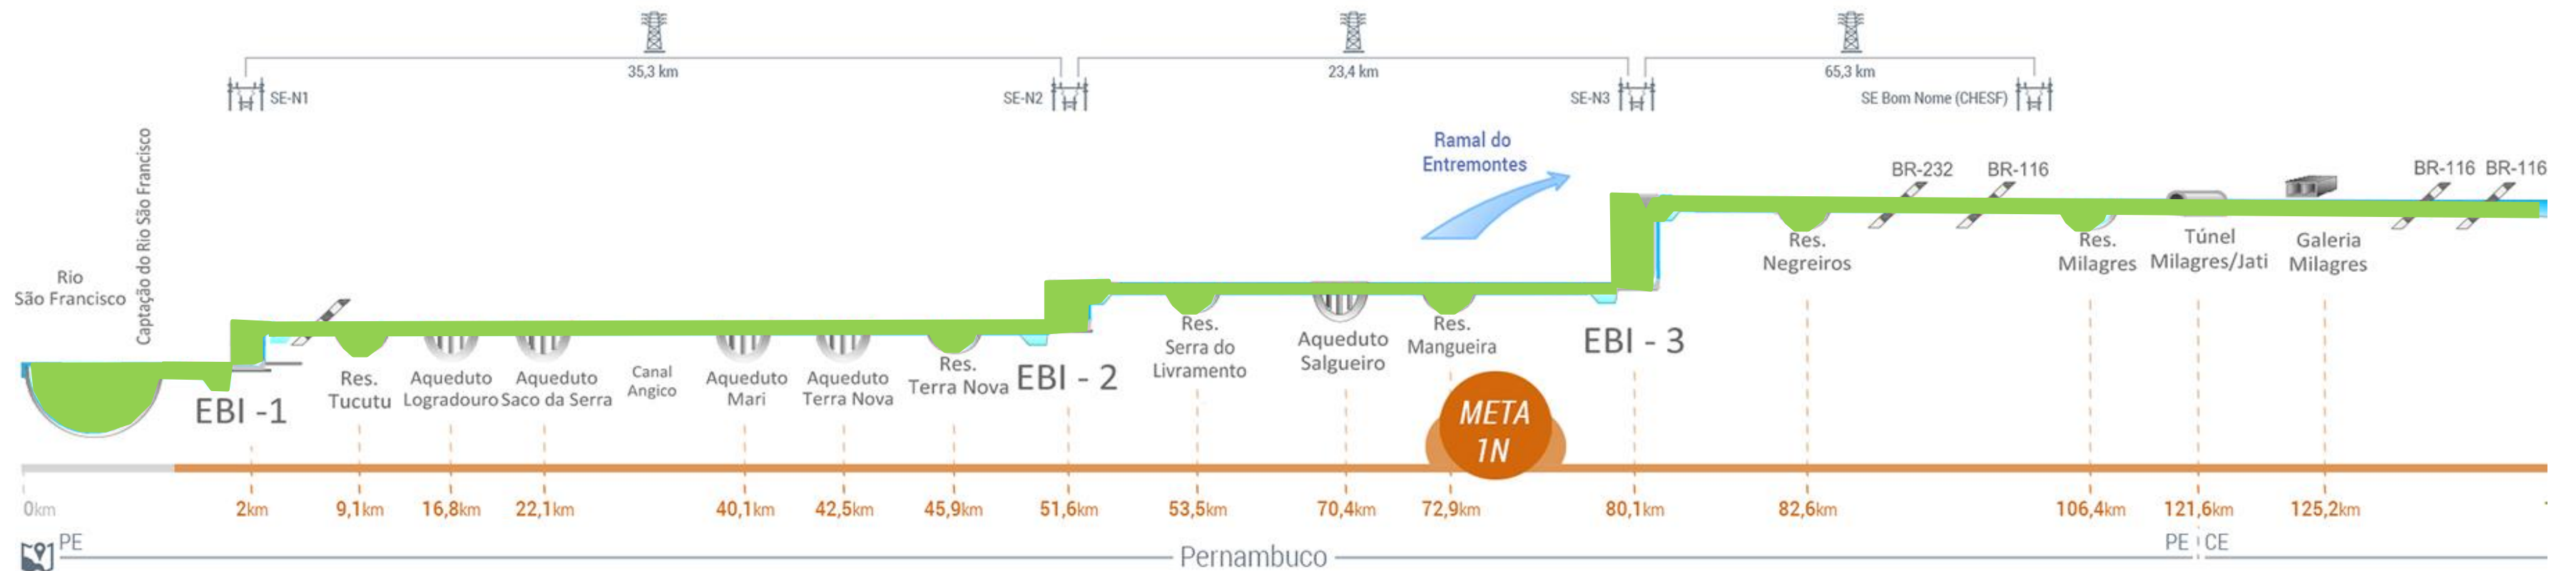 35,3 km
23,4 km
65,3 km
SE-N1
SE-N2
SE-N3
SE Bom Nome (CHESF)
Captação do Rio São Francisco
Ramal do
Entremontes
BR-232
BR-116
BR-116
BR-116
Rio
São Francisco
Res.
Negreiros
Res.
Milagres
Túnel
Milagres/Jati
Galeria
Milagres
EBI -1
Res.
Tucutu
Aqueduto
Logradouro
Aqueduto
Saco da Serra
Canal
Angico
Aqueduto
Mari
Aqueduto
Terra Nova
Res.
Terra Nova
EBI - 2
Res.
Serra do
Livramento
Aqueduto
Salgueiro
Res.
Mangueira
EBI - 3
META
1N
0km
2km
9,1km
16,8km
22,1km
40,1km
42,5km
45,9km
51,6km
53,5km
70,4km
72,9km
80,1km
82,6km
106,4km
121,6km
125,2km
PE
Pernambuco
PE
CE